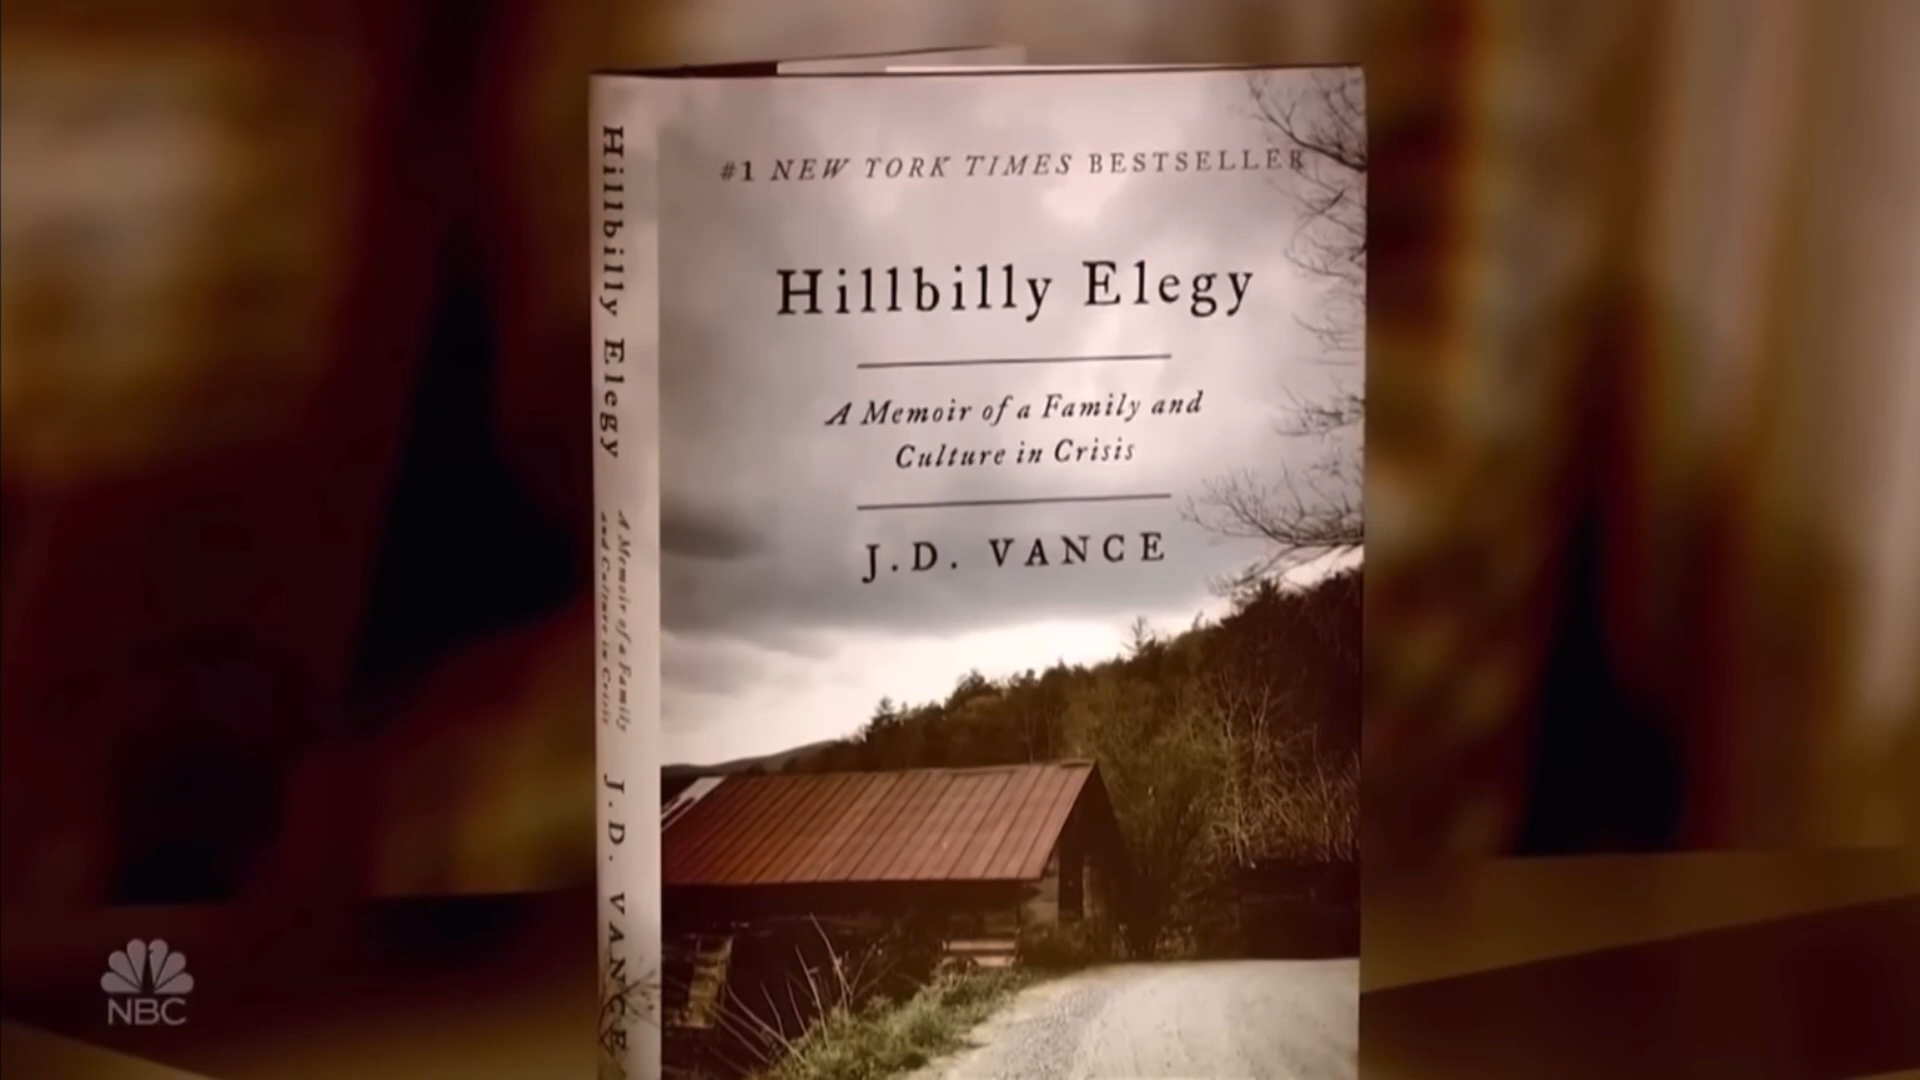 #1 NEW YORK TIMES BESTSELLER
Hillbilly Elegy
A Memoir of a Family and
Culture in Crisis
J.D. VANCE
Hillbilly Elegy
A Memoir of a Family
and Culture in Crisis
J.D. VANCE
NBC